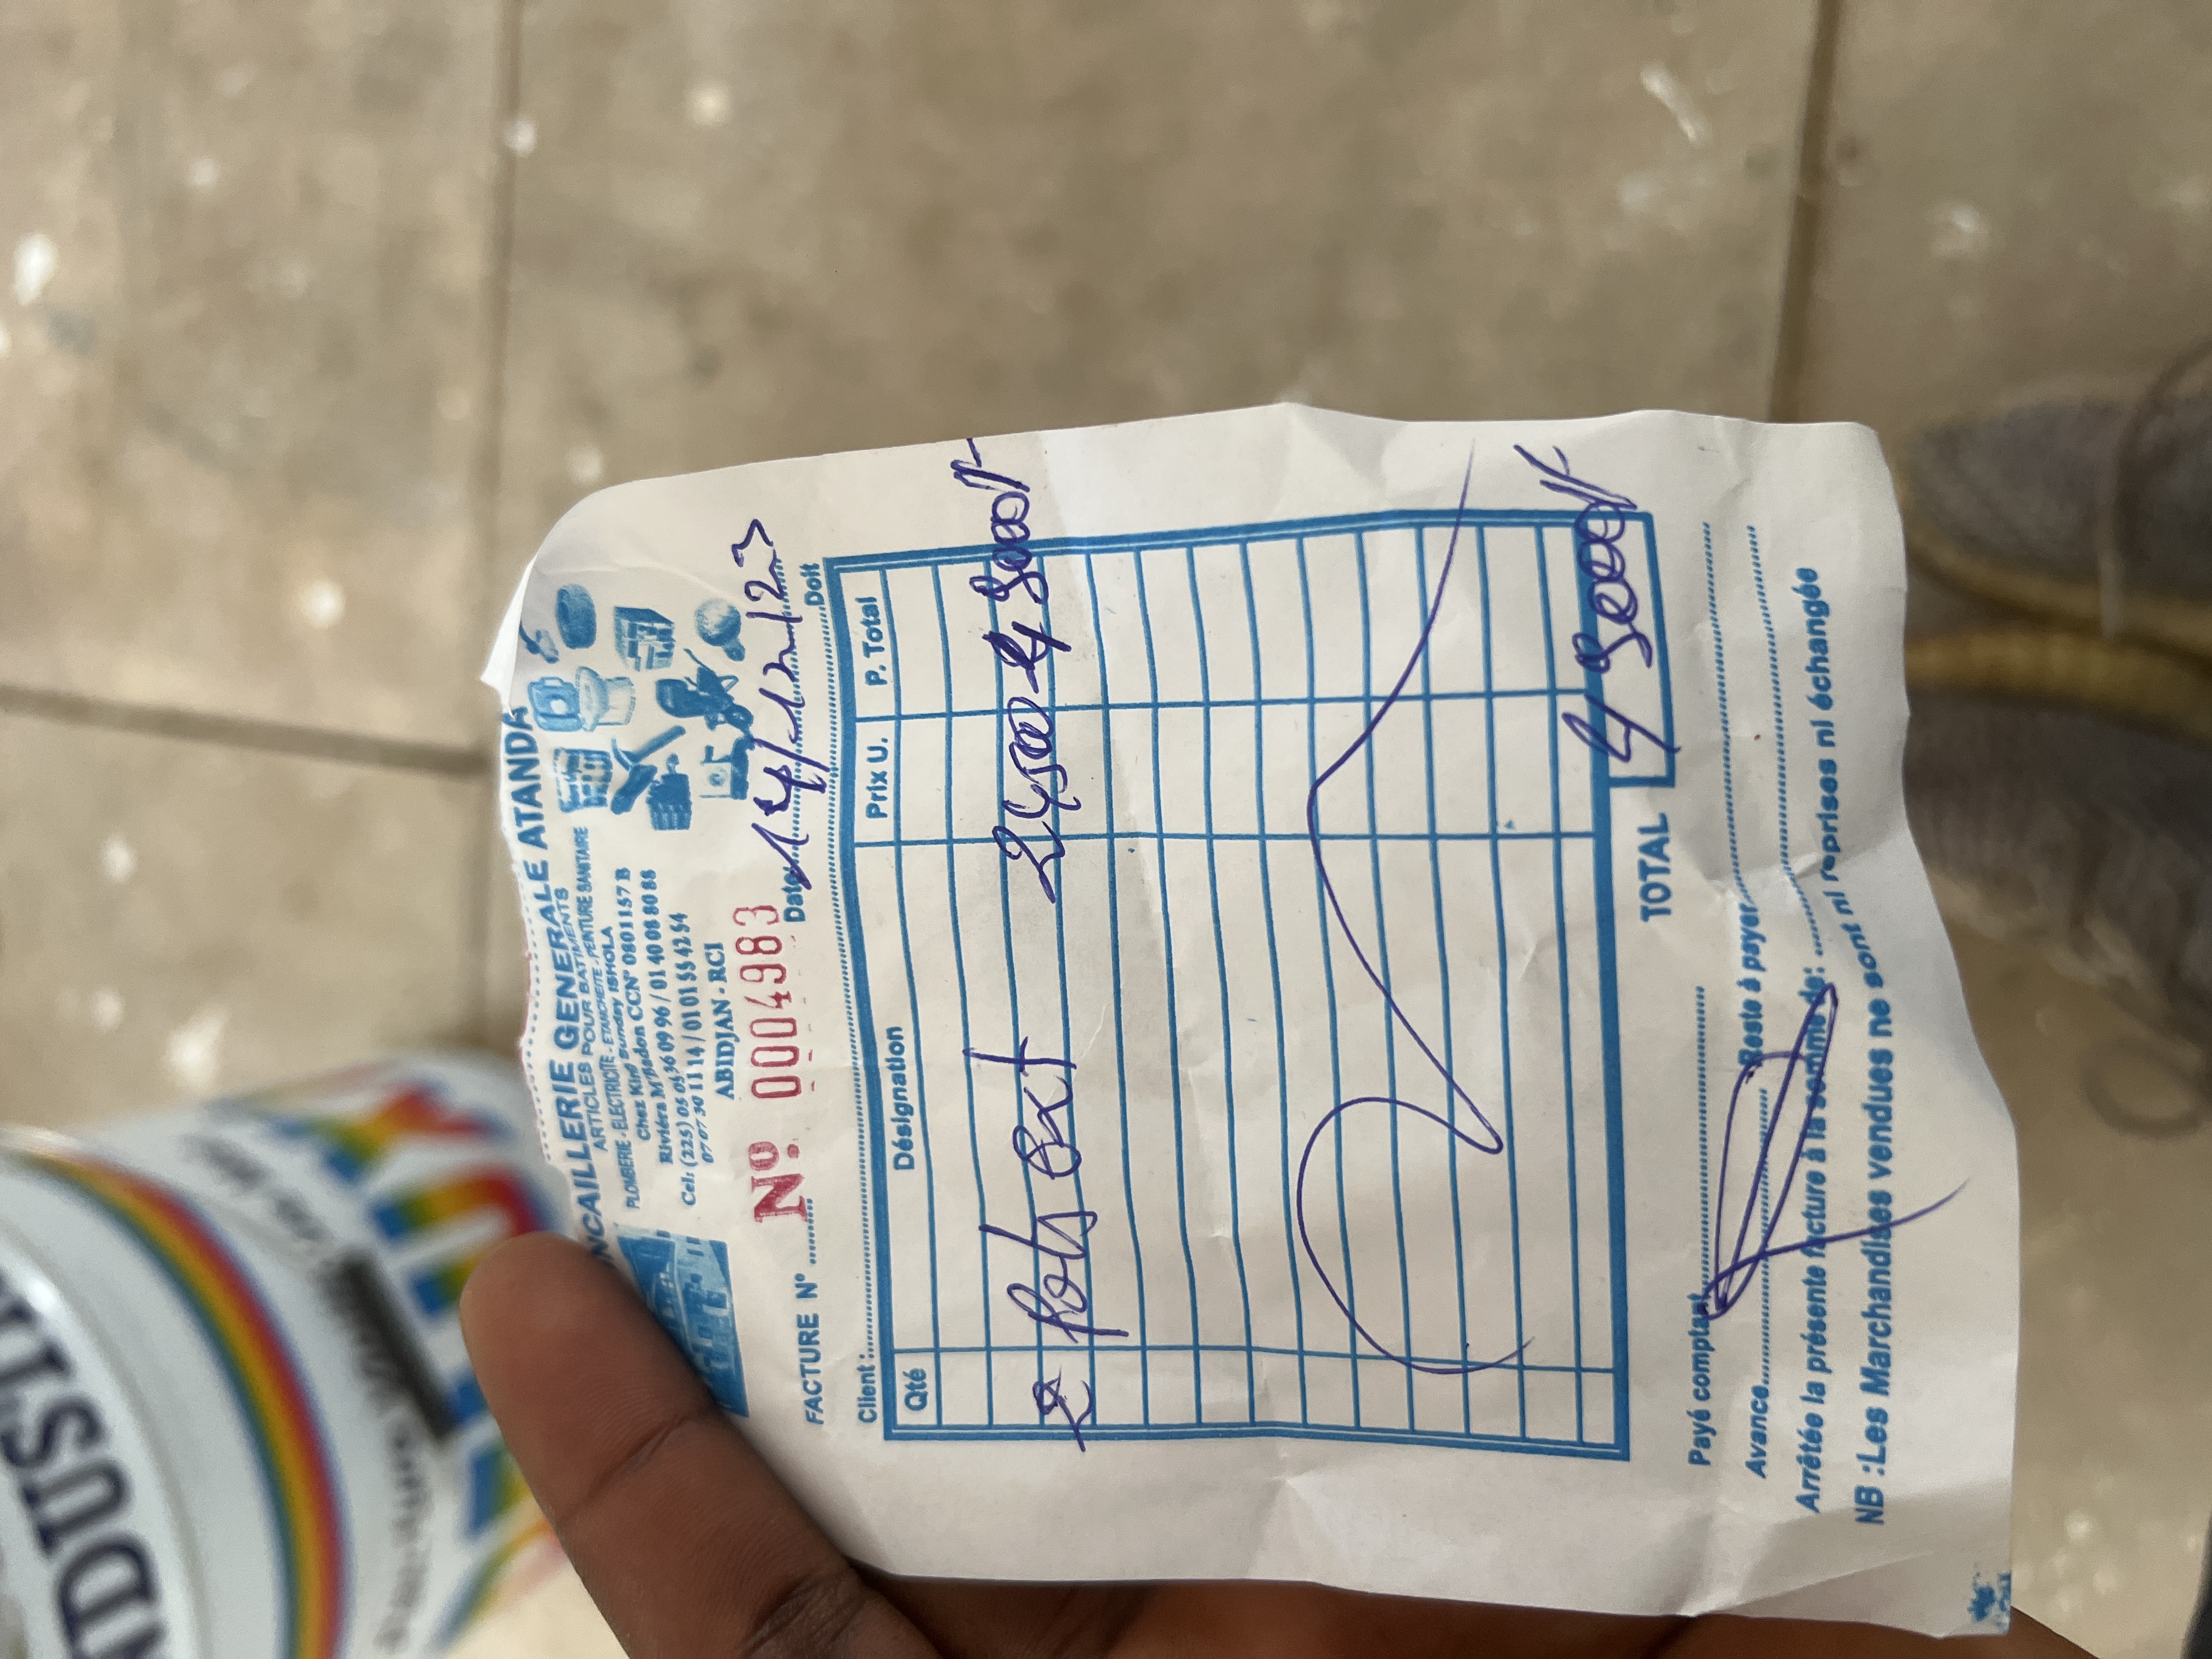 NDUSTR
LUX
NCAILLERIE GENERALE ATANDA
ARTICLES POUR BATIMENTS
PLOMBERIE - ELECTRICITE - ETANCHEITE - PEINTURE SANITAIRE
Chez King Sunday ISHOLA
Riviéra M'Badon CCN° 0801157 B
Cel: (225) 05 05 36 09 96 / 01 40 08 80 88
07 07 30 11 14 / 01 01 55 42 54
ABIDJAN - RCI
FACTURE N° .......... Nº 0004983 Date: 14/12/23
Client : Doit
Qté Désignation Prix U. P. Total
2 pots ext 24500 49000F
TOTAL 49000F
Payé comptant
Avance Reste à payer
Arrêtée la présente facture à la somme de:
NB :Les Marchandises vendues ne sont ni reprises ni échangée